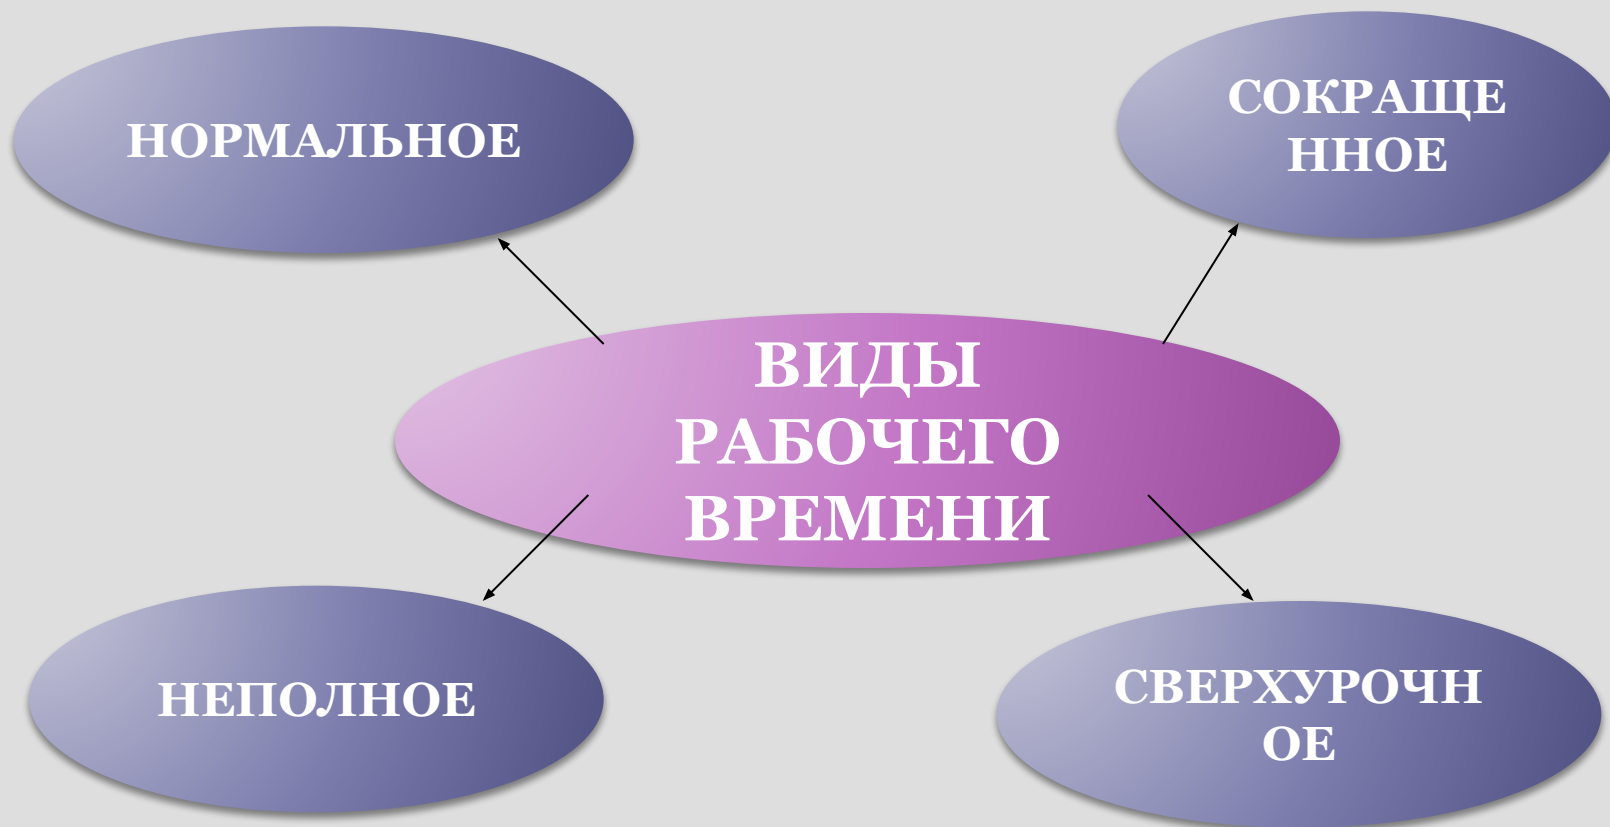 НОРМАЛЬНОЕ
СОКРАЩЕ
ННОЕ
ВИДЫ
РАБОЧЕГО
ВРЕМЕНИ
НЕПОЛНОЕ
СВЕРХУРОЧН
ОЕ